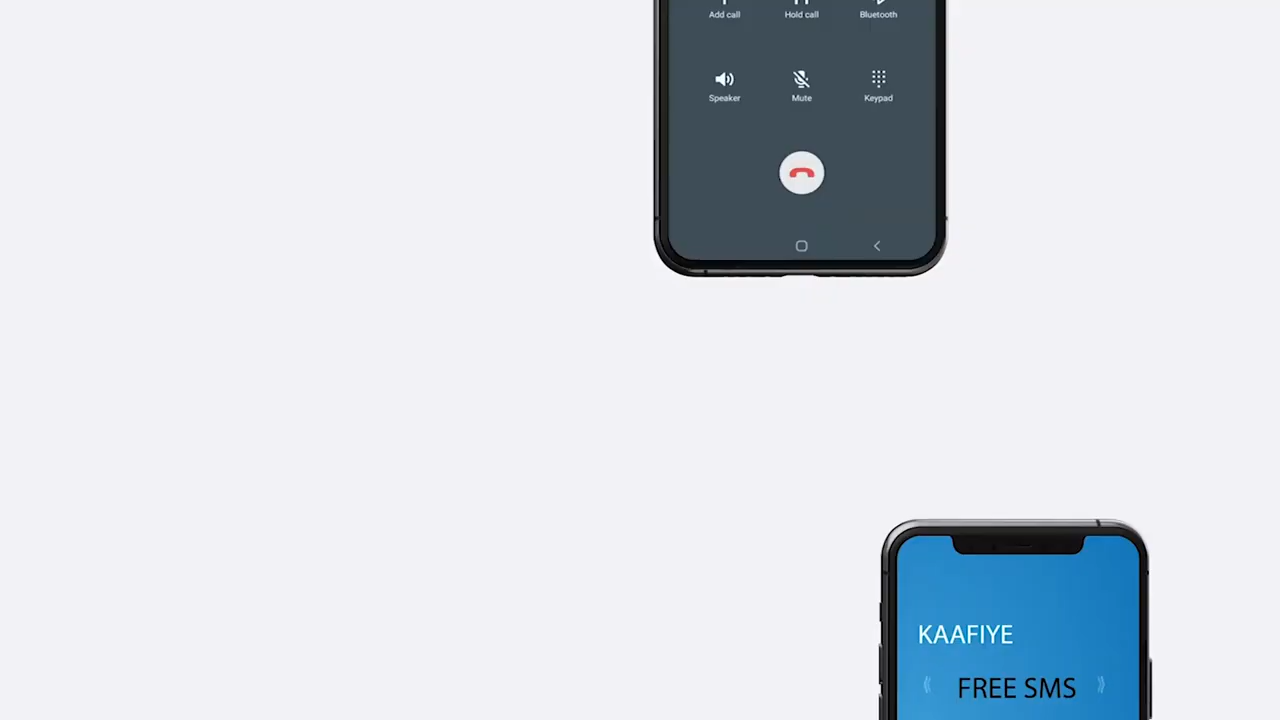 Add call Hold call Bluetooth
Speaker Mute Keypad
KAAFIYE
FREE SMS